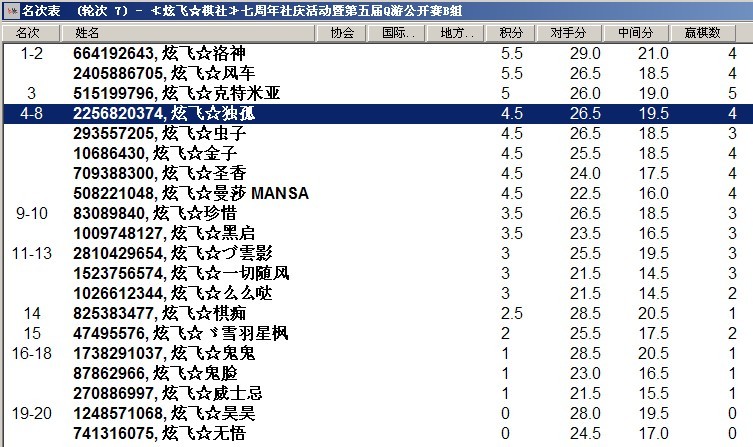 名次表 （轮次 7） - ≮炫飞☆棋社≯七周年社庆活动暨第五届Q游公开赛B组
名次 姓名 协会 国际.. 地方.. 积分 对手分 中间分 赢棋数
1-2 664192643, 炫飞☆洛神 5.5 29.0 21.0 4
2405886705, 炫飞☆风车 5.5 26.5 18.5 4
3 515199796, 炫飞☆克特米亚 5 26.0 19.0 5
4-8 2256820374, 炫飞☆独孤 4.5 26.5 19.5 4
293557205, 炫飞☆虫子 4.5 26.5 18.5 3
10686430, 炫飞☆金子 4.5 25.5 18.5 4
709388300, 炫飞☆圣香 4.5 24.0 17.5 4
508221048, 炫飞☆曼莎 MANSA 4.5 22.5 16.0 4
9-10 83089840, 炫飞☆珍惜 3.5 26.5 18.5 3
1009748127, 炫飞☆黑启 3.5 23.5 16.5 3
11-13 2810429654, 炫飞☆づ雲影 3 25.5 19.5 3
1523756574, 炫飞☆一切随风 3 21.5 14.5 3
1026612344, 炫飞☆么么哒 3 21.5 14.5 2
14 825383477, 炫飞☆棋痴 2.5 28.5 20.5 1
15 47495576, 炫飞☆ゞ雪羽星枫 2 25.5 17.5 2
16-18 1738291037, 炫飞☆鬼鬼 1 28.5 20.5 1
87862966, 炫飞☆鬼脸 1 23.0 16.5 1
270886997, 炫飞☆威士忌 1 21.5 15.5 1
19-20 1248571068, 炫飞☆昊昊 0 28.0 19.5 0
741316075, 炫飞☆无悟 0 24.5 17.0 0